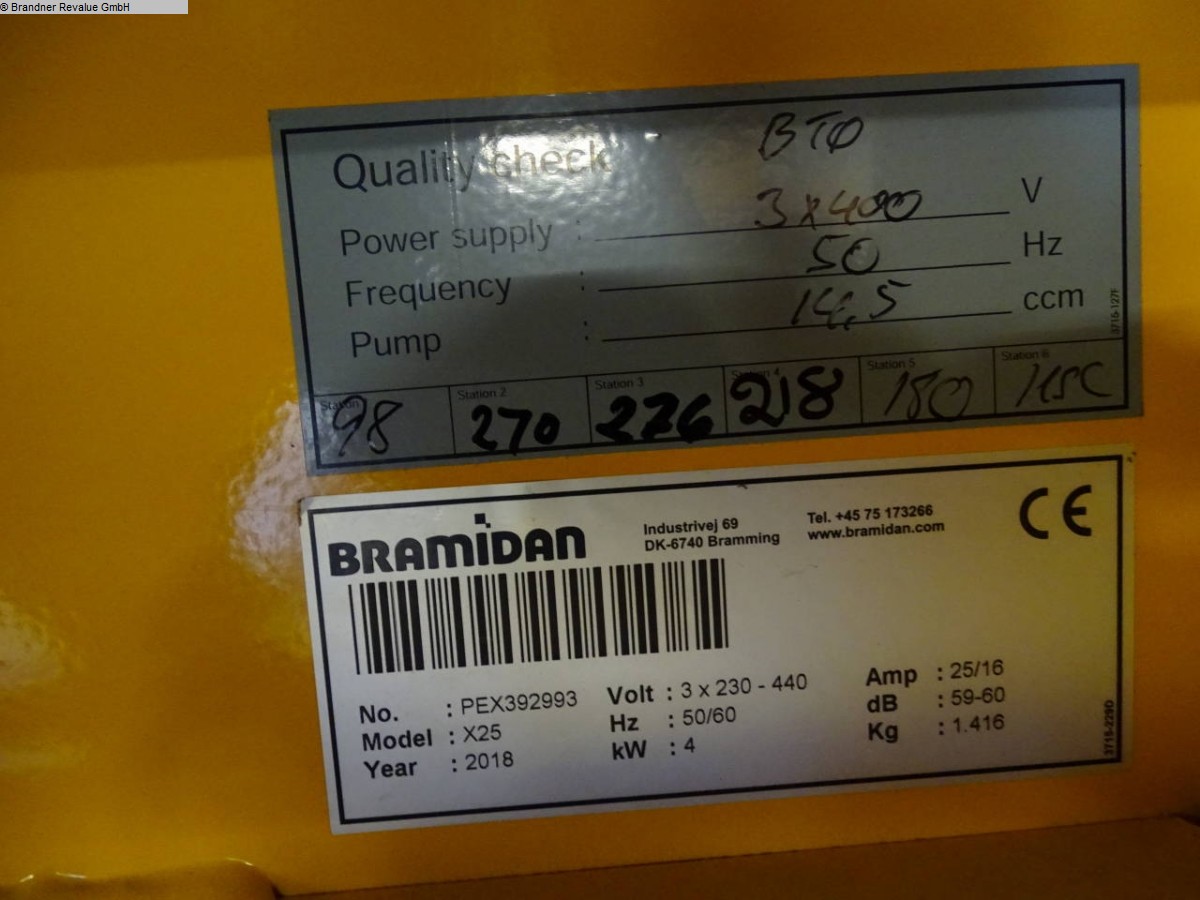 © Brandner Revalue GmbH
Quality check BTO
Power supply : 3x400 V
Frequency : 50 Hz
Pump : 14,5 ccm
3716-127F
Station 2 Station 3 Station 4 Station 5 Station 6
98 270 276 218 180
BRAMIDAN
Industrivej 69
DK-6740 Bramming
Tel. +45 75 173266
www.bramidan.com
CE
No. : PEX392993 Volt : 3 x 230 - 440 Amp : 25/16
Model : X25 Hz : 50/60 dB : 59-60
Year : 2018 kW : 4 Kg : 1.416
3715-229D